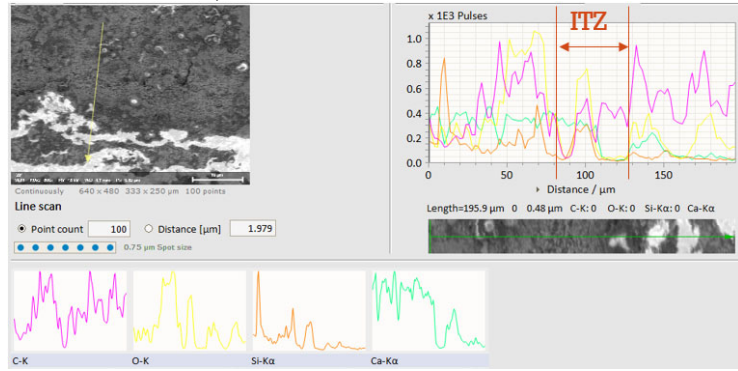 x 1E3 Pulses
ITZ
1.0
0.8
0.6
0.4
0.2
0.0
0 50 100 150
Distance / µm
Continuously 640 x 480 333 x 250 µm 100 points
Line scan
Point count 100 Distance [µm] 1.979
0.75 µm Spot size
Length=195.9 µm 0 0.48 µm C-K: 0 O-K: 0 Si-Kα: 0 Ca-Kα
C-K O-K Si-Kα Ca-Kα